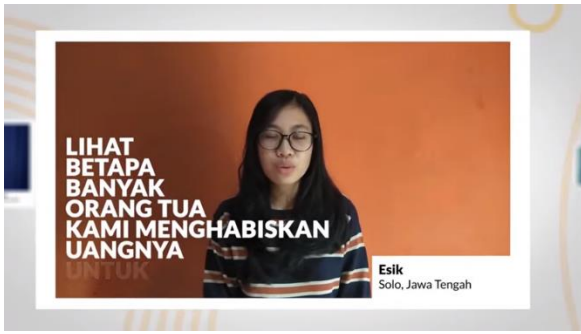 LIHAT
BETAPA
BANYAK
ORANG TUA
KAMI MENGHABISKAN
UANGNYA
UNTUK
Esik
Solo, Jawa Tengah